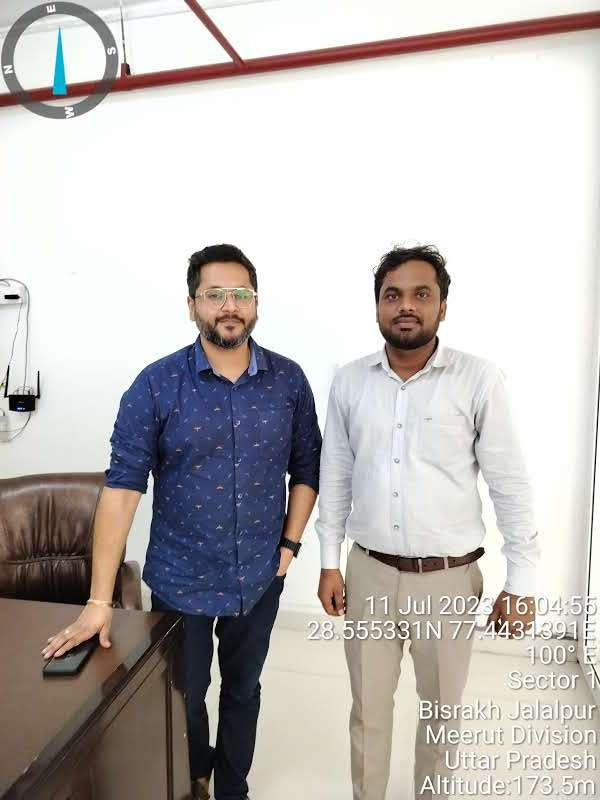 N E S W
11 Jul 2023 16:04:55
28.555331N 77.4431391E
100° E
Sector 1
Bisrakh Jalalpur
Meerut Division
Uttar Pradesh
Altitude:173.5m